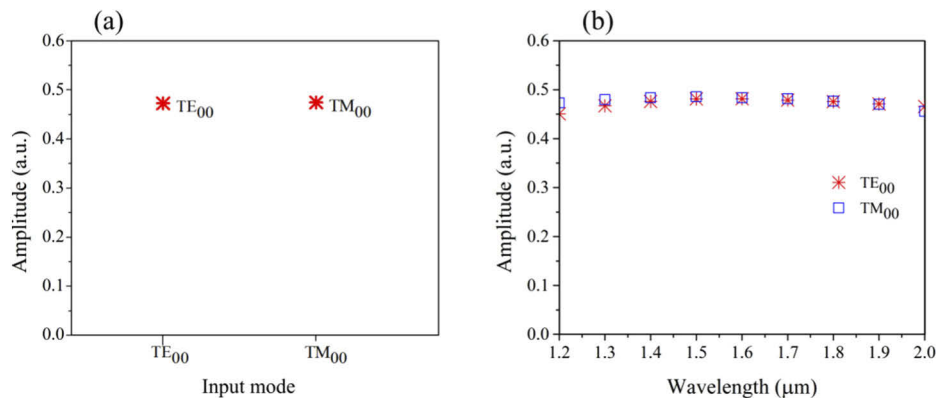 (a)
0.6
0.5
0.4
0.3
0.2
0.1
0.0
Amplitude (a.u.)
TE₀₀
TM₀₀
TE₀₀
TM₀₀
Input mode
(b)
0.6
0.5
0.4
0.3
0.2
0.1
0.0
Amplitude (a.u.)
TE₀₀
TM₀₀
1.2 1.3 1.4 1.5 1.6 1.7 1.8 1.9 2.0
Wavelength (μm)